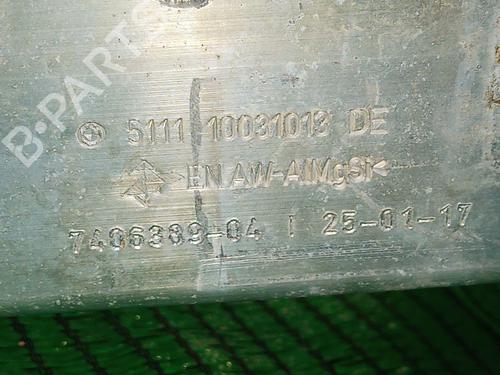 B-PARTS
5111 10031013 DE
>EN AW-AlMgSi<
7406389-04 | 25-01-17